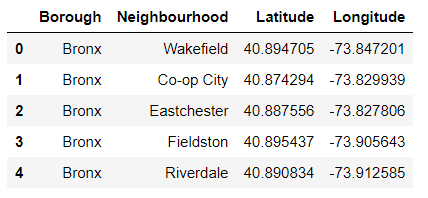 Borough Neighbourhood Latitude Longitude
0 Bronx Wakefield 40.894705 -73.847201
1 Bronx Co-op City 40.874294 -73.829939
2 Bronx Eastchester 40.887556 -73.827806
3 Bronx Fieldston 40.895437 -73.905643
4 Bronx Riverdale 40.890834 -73.912585